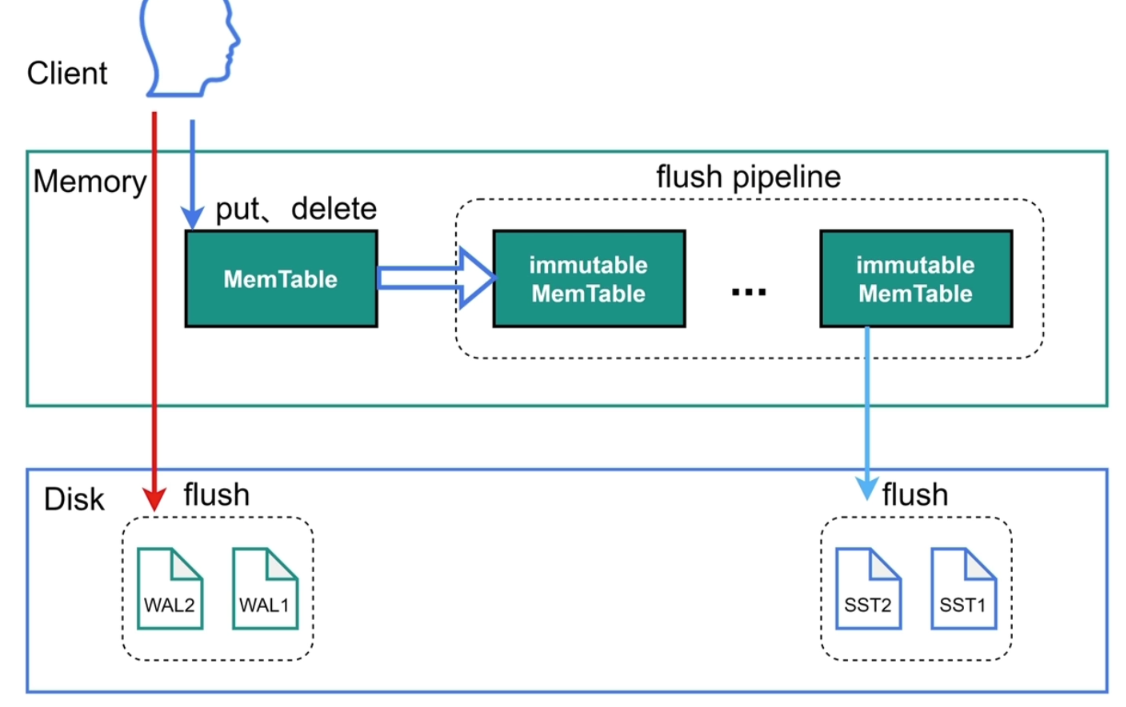 Client
Memory
flush pipeline
put、delete
MemTable
immutable
MemTable
...
immutable
MemTable
Disk
flush
flush
WAL2
WAL1
SST2
SST1